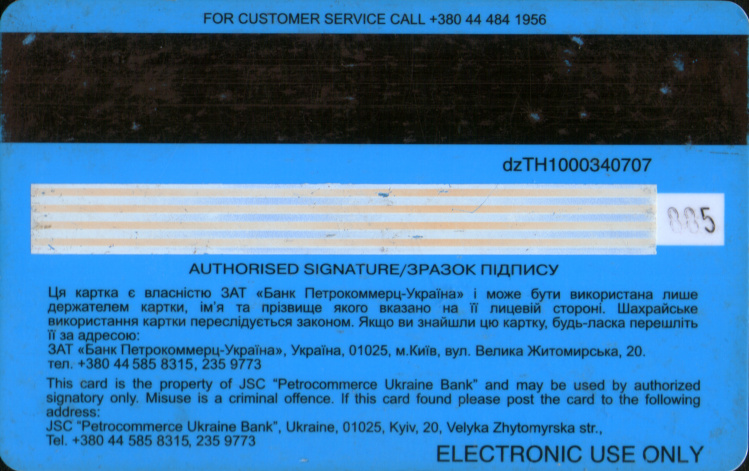 FOR CUSTOMER SERVICE CALL +380 44 484 1956
dzTH1000340707
AUTHORISED SIGNATURE/ЗРАЗОК ПІДПИСУ
Ця картка є власністю ЗАТ «Банк Петрокоммерц-Україна» і може бути використана лише
держателем картки, ім'я та прізвище якого вказано на її лицевій стороні. Шахрайське
використання картки переслідується законом. Якщо ви знайшли цю картку, будь-ласка перешліть
її за адресою:
ЗАТ «Банк Петрокоммерц-Україна», Україна, 01025, м.Київ, вул. Велика Житомирська, 20.
тел. +380 44 585 8315, 235 9773
This card is the property of JSC "Petrocommerce Ukraine Bank" and may be used by authorized
signatory only. Misuse is a criminal offence. If this card found please post the card to the following
address:
JSC "Petrocommerce Ukraine Bank", Ukraine, 01025, Kyiv, 20, Velyka Zhytomyrska str.,
Tel. +380 44 585 8315, 235 9773
ELECTRONIC USE ONLY